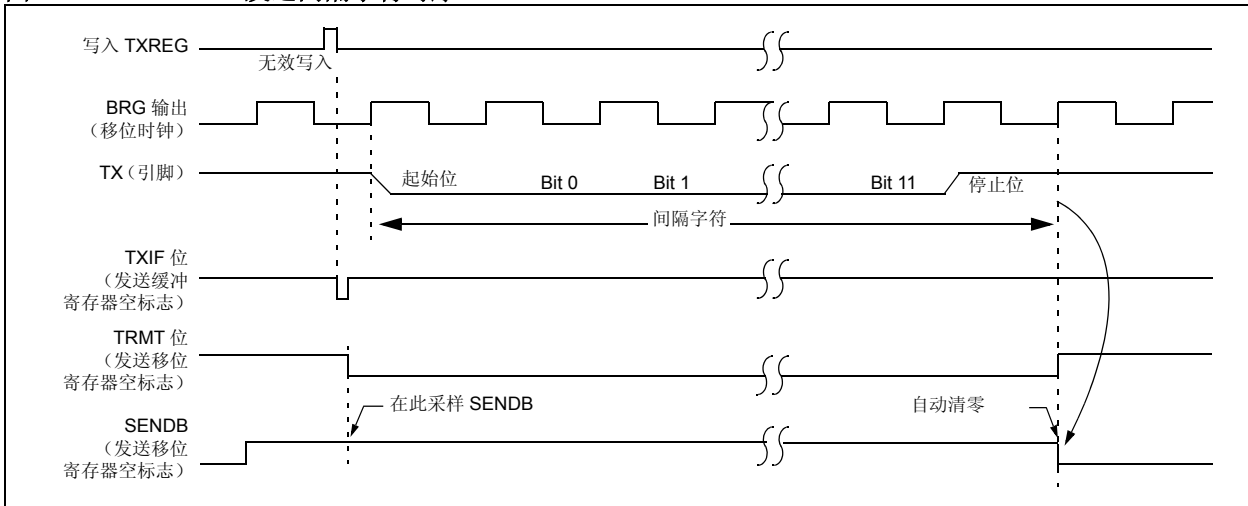 写入 TXREG
无效写入
BRG 输出
（移位时钟）
TX（引脚）
起始位
Bit 0
Bit 1
Bit 11
停止位
间隔字符
TXIF 位
（发送缓冲
寄存器空标志）
TRMT 位
（发送移位
寄存器空标志）
在此采样 SENDB
自动清零
SENDB
（发送移位
寄存器空标志）